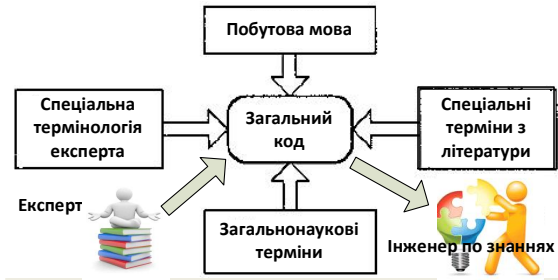 Побутова мова
Спеціальна
термінологія
експерта
Загальний
код
Спеціальні
терміни з
літератури
Експерт
Загальнонаукові
терміни
Інженер по знаннях